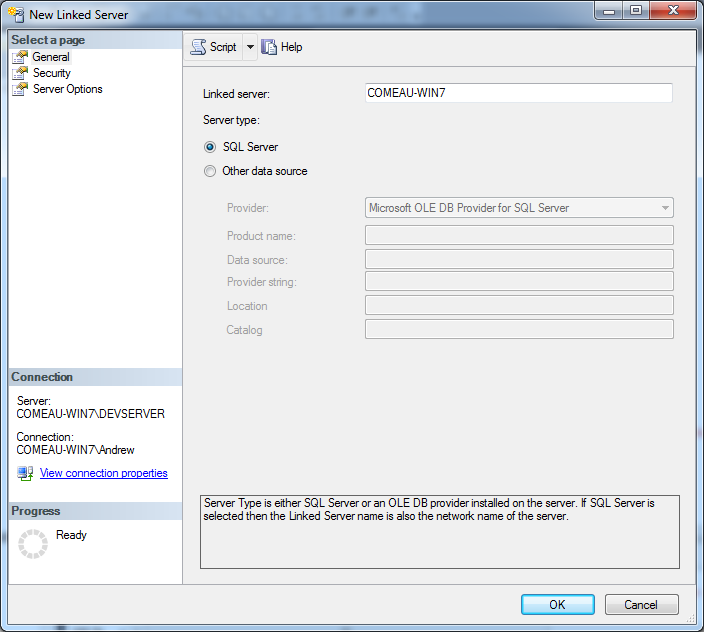 New Linked Server
Select a page
General
Security
Server Options
Script
Help
Linked server:
COMEAU-WIN7
Server type:
SQL Server
Other data source
Provider:
Microsoft OLE DB Provider for SQL Server
Product name:
Data source:
Provider string:
Location
Catalog
Connection
Server:
COMEAU-WIN7\DEVSERVER
Connection:
COMEAU-WIN7\Andrew
View connection properties
Progress
Ready
Server Type is either SQL Server or an OLE DB provider installed on the server. If SQL Server is
selected then the Linked Server name is also the network name of the server.
OK
Cancel